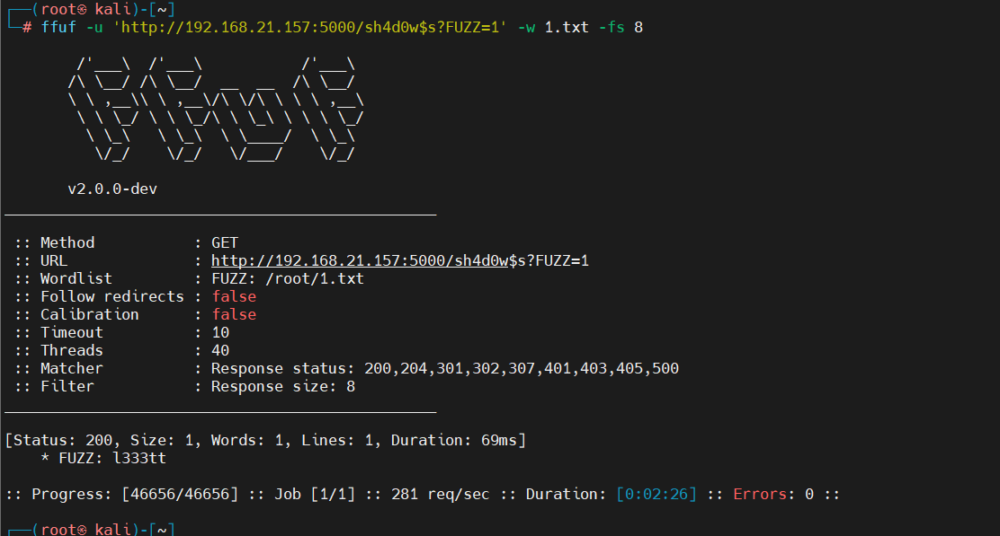 ┌──(root㉿ kali)-[~]
└─# ffuf -u 'http://192.168.21.157:5000/sh4d0w$s?FUZZ=1' -w 1.txt -fs 8
        /'___\  /'___\           /'___\
       /\ \__/ /\ \__/  __  __  /\ \__/
       \ \ ,__\\ \ ,__\/\ \/\ \ \ \ ,__\
        \ \ \_/ \ \ \_/\ \ \_\ \ \ \ \_/
         \ \_\   \ \_\  \ \____/  \ \_\
          \/_/    \/_/   \/___/    \/_/
       v2.0.0-dev
________________________________________________
 :: Method           : GET
 :: URL              : http://192.168.21.157:5000/sh4d0w$s?FUZZ=1
 :: Wordlist         : FUZZ: /root/1.txt
 :: Follow redirects : false
 :: Calibration      : false
 :: Timeout          : 10
 :: Threads          : 40
 :: Matcher          : Response status: 200,204,301,302,307,401,403,405,500
 :: Filter           : Response size: 8
________________________________________________
[Status: 200, Size: 1, Words: 1, Lines: 1, Duration: 69ms]
    * FUZZ: l333tt
:: Progress: [46656/46656] :: Job [1/1] :: 281 req/sec :: Duration: [0:02:26] :: Errors: 0 ::
┌──(root㉿ kali)-[~]